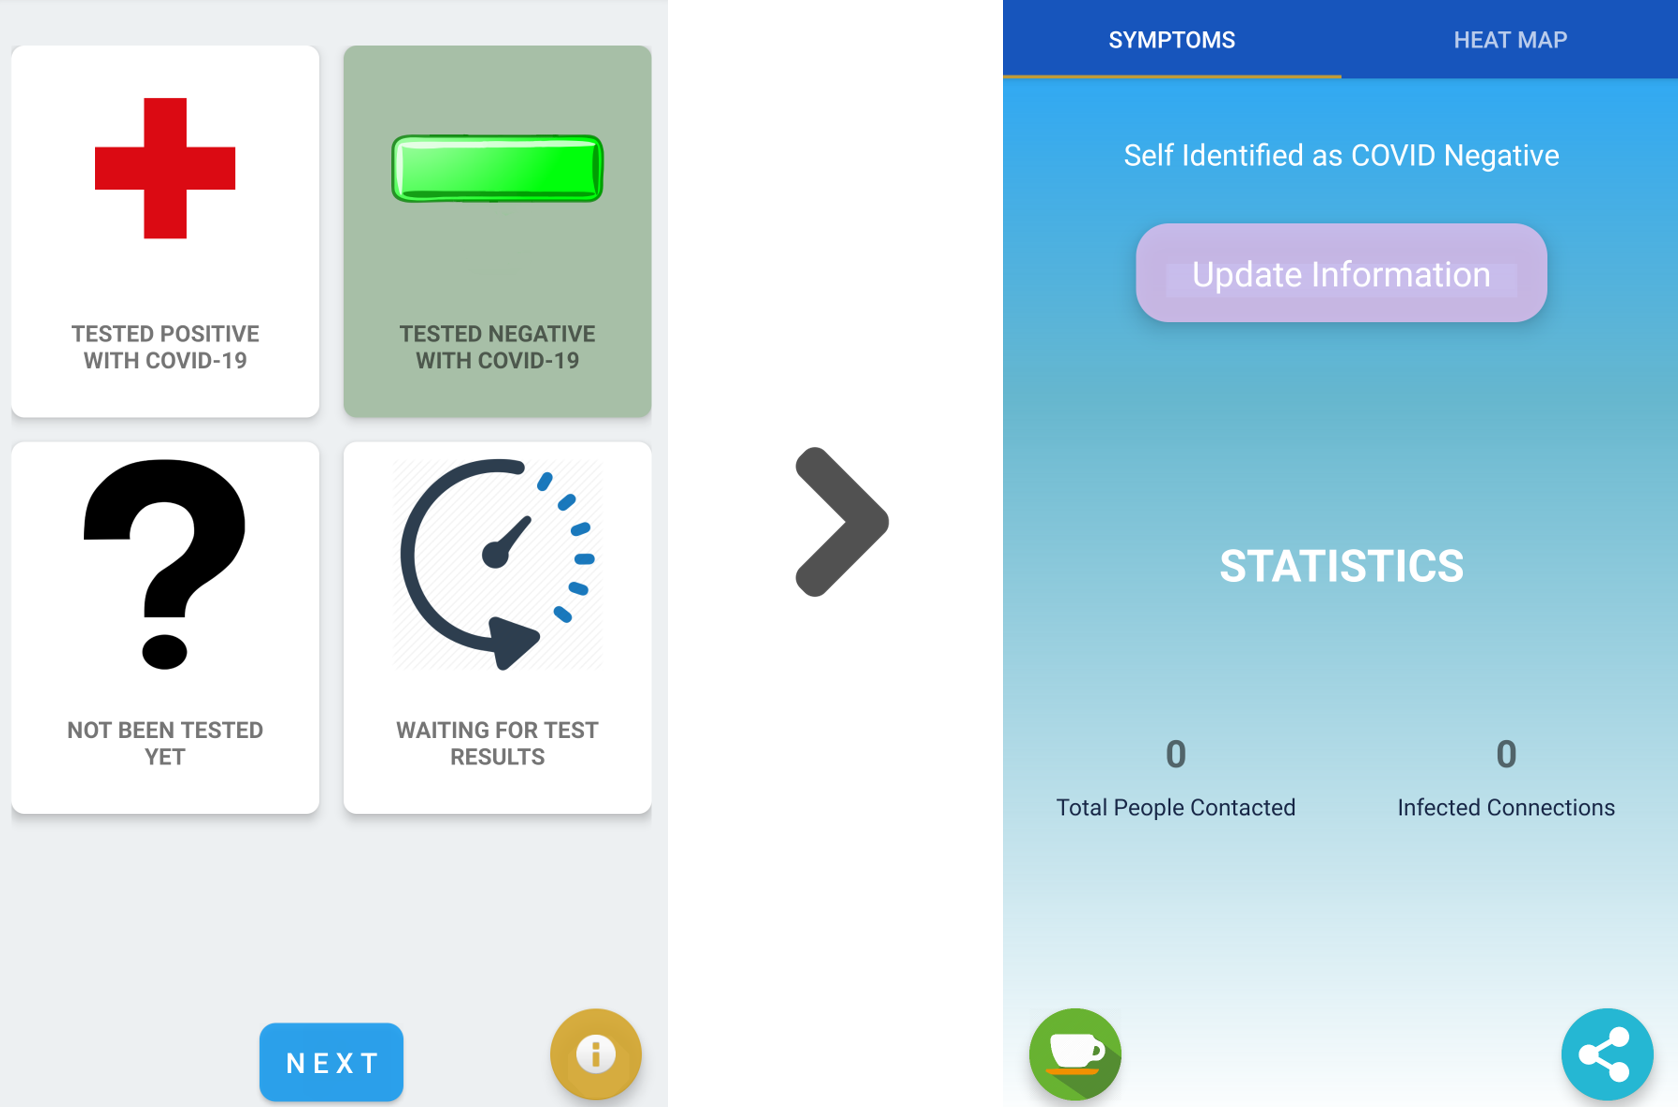 TESTED POSITIVE
WITH COVID-19
TESTED NEGATIVE
WITH COVID-19
NOT BEEN TESTED
YET
WAITING FOR TEST
RESULTS
NEXT
SYMPTOMS
HEAT MAP
Self Identified as COVID Negative
Update Information
STATISTICS
0
Total People Contacted
0
Infected Connections